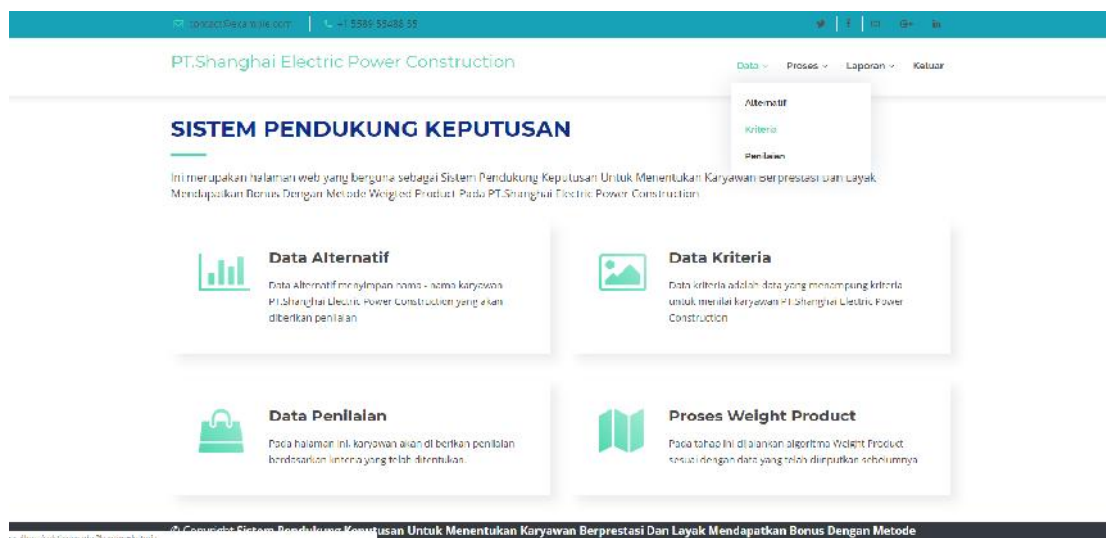 contact@example.com
+1 5589 55488 55
PT.Shanghai Electric Power Construction
Data Proses Laporan Keluar
Alternatif
Kriteria
Penilaian
SISTEM PENDUKUNG KEPUTUSAN
Ini merupakan halaman web yang berguna sebagai Sistem Pendukung Keputusan Untuk Menentukan Karyawan Berprestasi Dan Layak
Mendapatkan Bonus Dengan Metode Weigted Product Pada PT.Shanghai Electric Power Construction
Data Alternatif
Data Alternatif menyimpan nama - nama karyawan
PT.Shanghai Electric Power Construction yang akan
diberikan penilaian
Data Kriteria
Data kriteria adalah data yang menampung kriteria
untuk menilai karyawan PT.Shanghai Electric Power
Construction
Data Penilaian
Pada halaman ini, karyawan akan di berikan penilaian
berdasarkan kriteria yang telah ditentukan.
Proses Weight Product
Pada tahap ini di jalankan algoritma Weight Product
sesuai dengan data yang telah diinputkan sebelumnya
© Copyright Sistem Pendukung Keputusan Untuk Menentukan Karyawan Berprestasi Dan Layak Mendapatkan Bonus Dengan Metode